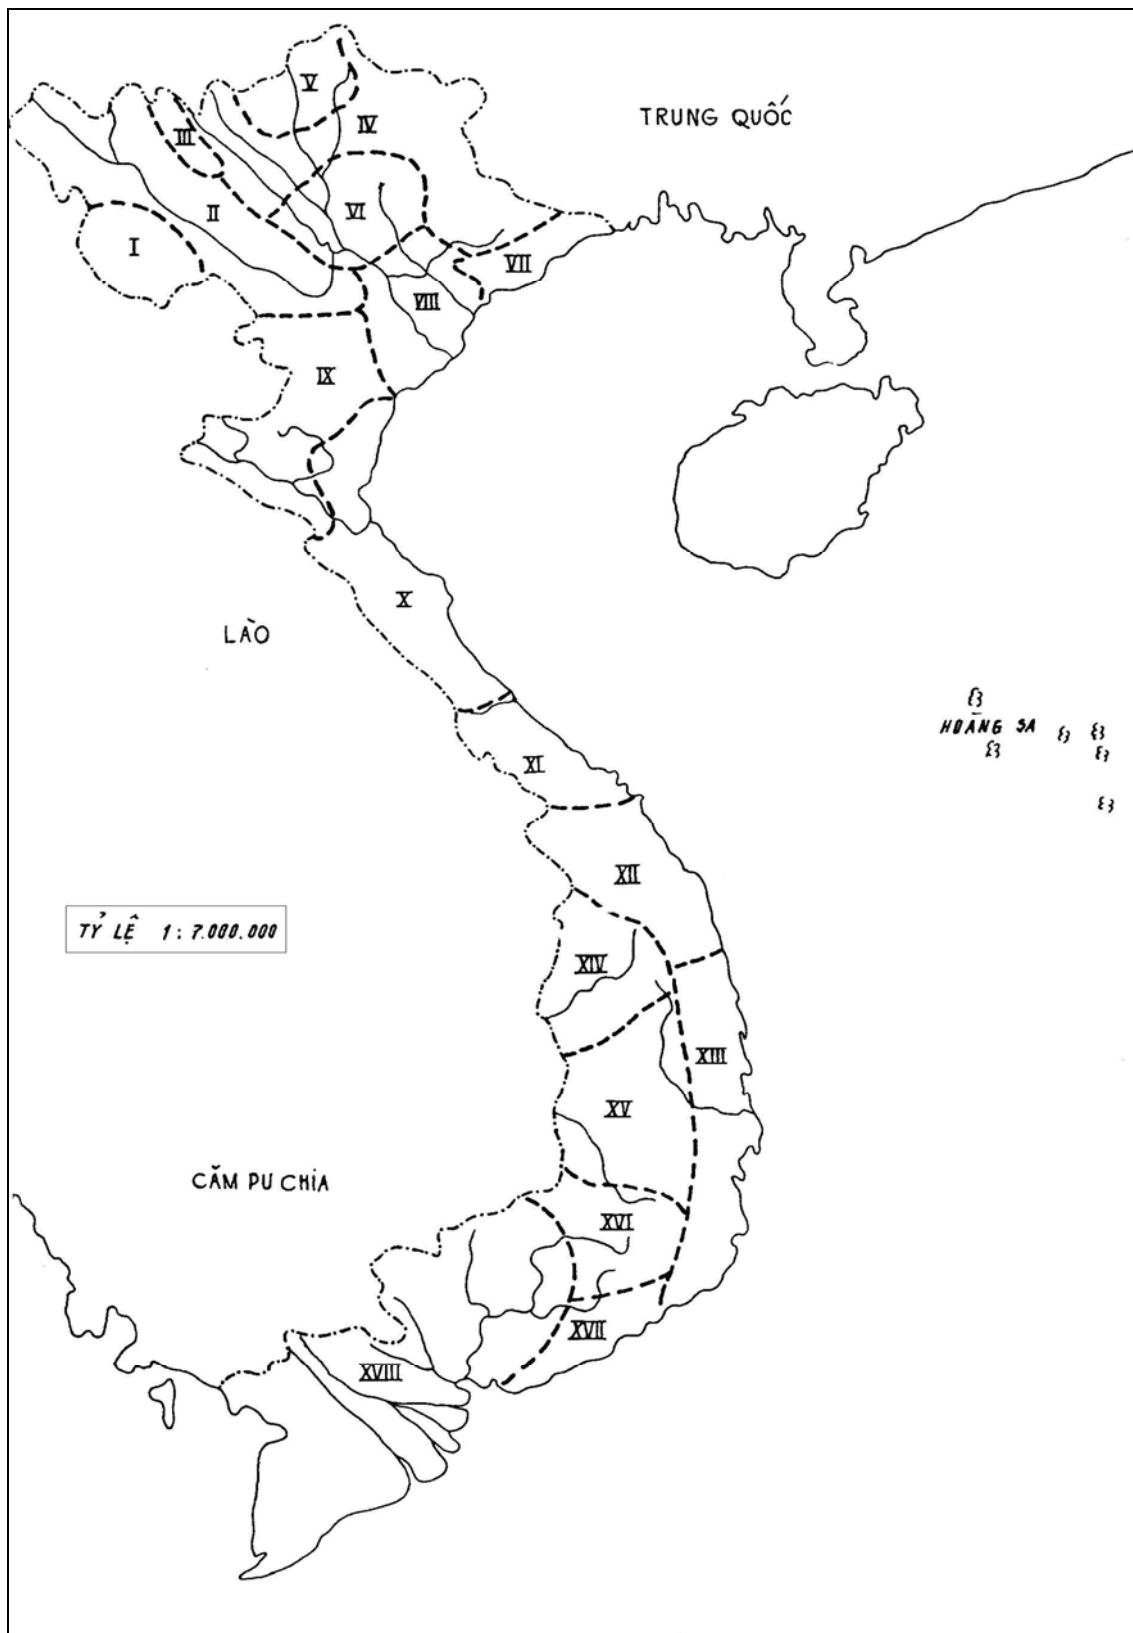 V
TRUNG QUỐC
IV
III
VI
II
I
VII
VIII
IX
X
LÀO
HOÀNG SA
XI
XII
TỶ LỆ 1:7.000.000
XIV
XIII
XV
CĂM PU CHIA
XVI
XVII
XVIII